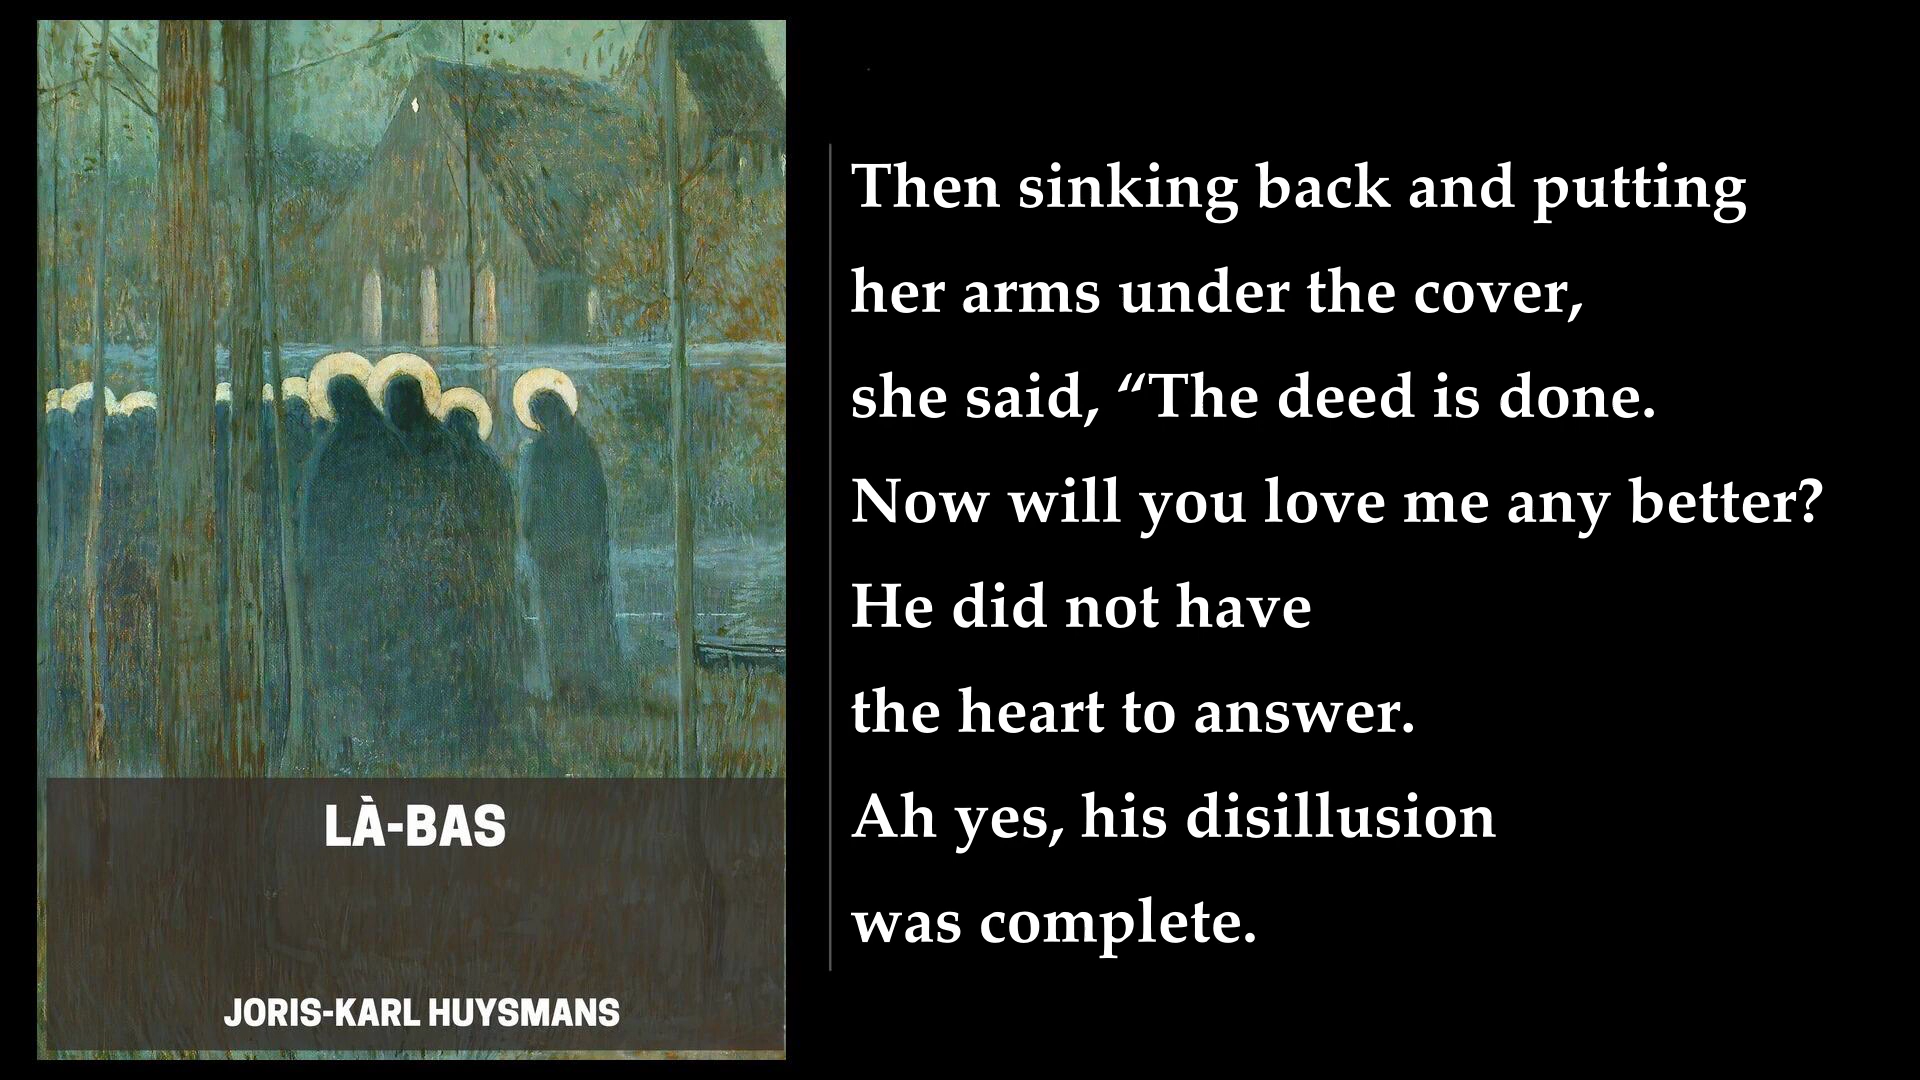 LÀ-BAS
JORIS-KARL HUYSMANS
Then sinking back and putting
her arms under the cover,
she said, “The deed is done.
Now will you love me any better?
He did not have
the heart to answer.
Ah yes, his disillusion
was complete.